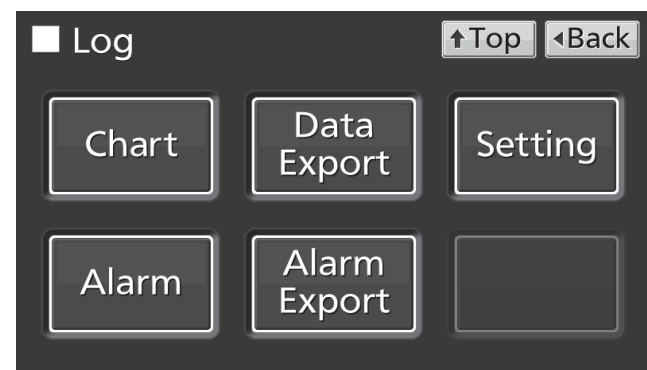 Log
Top
Back
Chart
Data
Export
Setting
Alarm
Alarm
Export